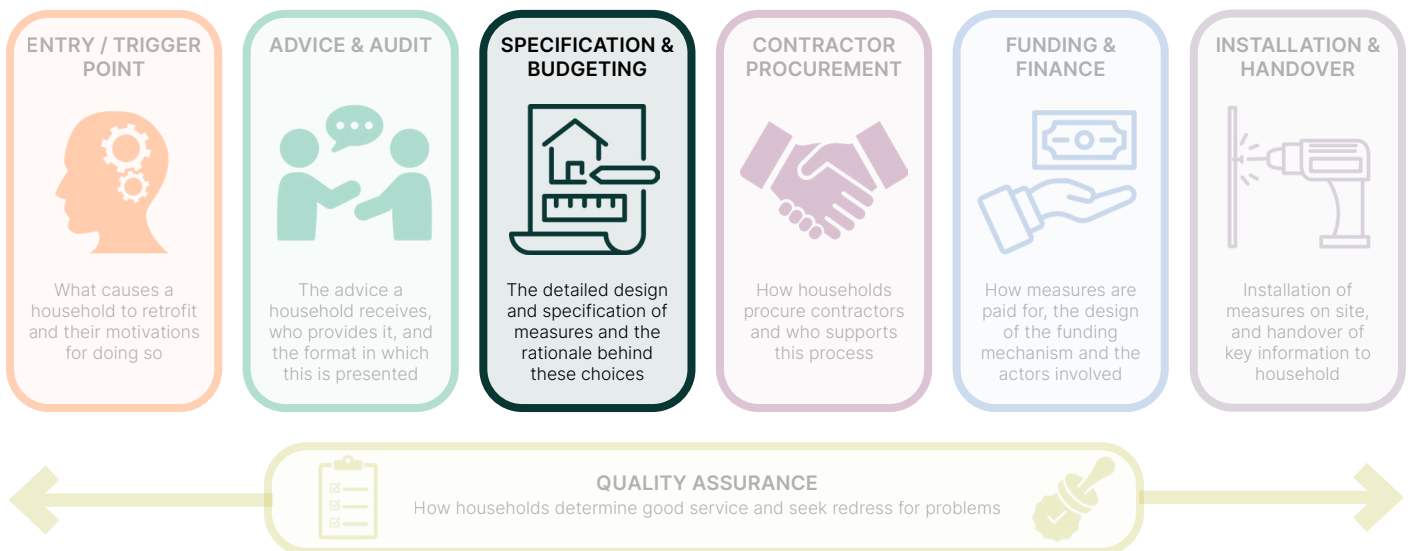 ENTRY / TRIGGER
POINT
What causes a
household to retrofit
and their motivations
for doing so
ADVICE & AUDIT
The advice a
household receives,
who provides it, and
the format in which
this is presented
SPECIFICATION &
BUDGETING
The detailed design
and specification of
measures and the
rationale behind
these choices
CONTRACTOR
PROCUREMENT
How households
procure contractors
and who supports
this process
FUNDING &
FINANCE
How measures are
paid for, the design
of the funding
mechanism and the
actors involved
INSTALLATION &
HANDOVER
Installation of
measures on site,
and handover of
key information to
household
QUALITY ASSURANCE
How households determine good service and seek redress for problems